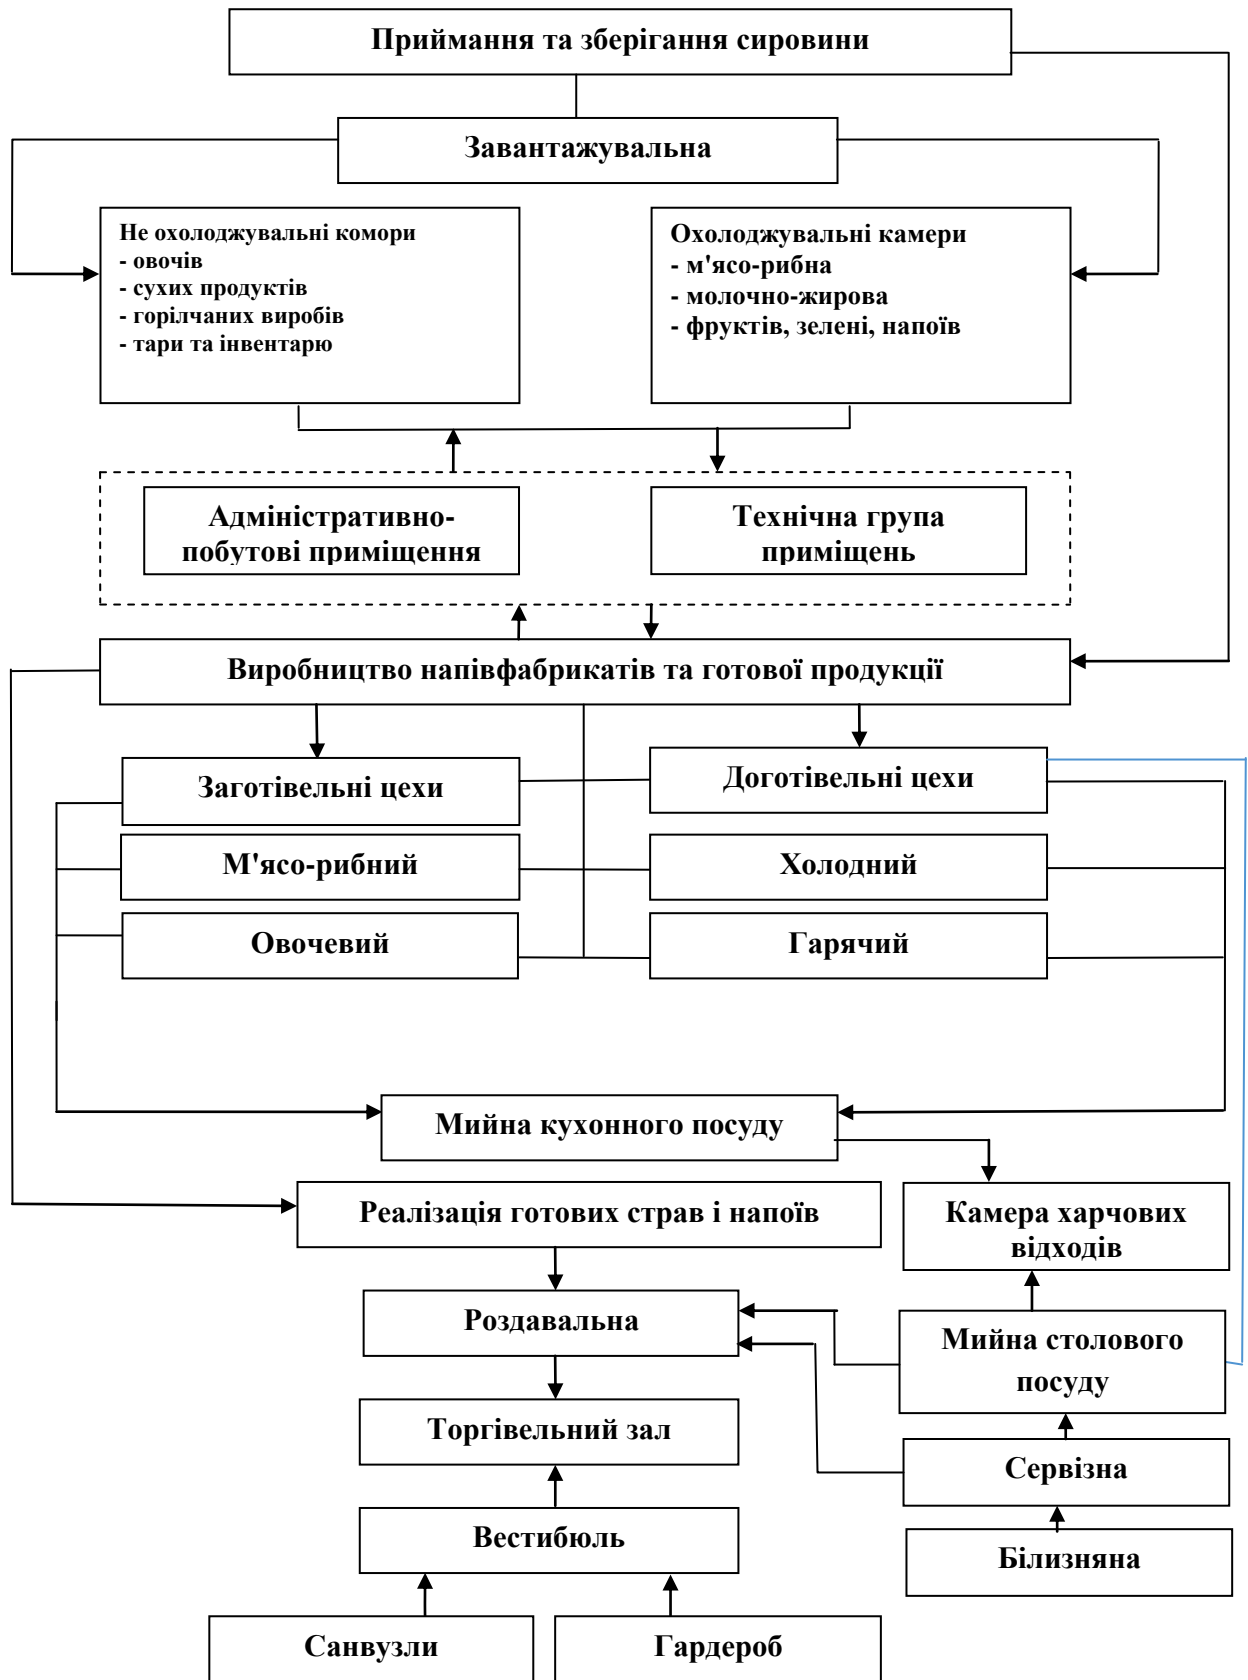 Приймання та зберігання сировини
Завантажувальна
Не охолоджувальні комори
- овочів
- сухих продуктів
- горілчаних виробів
- тари та інвентарю
Охолоджувальні камери
- м'ясо-рибна
- молочно-жирова
- фруктів, зелені, напоїв
Адміністративно-
побутові приміщення
Технічна група
приміщень
Виробництво напівфабрикатів та готової продукції
Заготівельні цехи
Доготівельні цехи
М'ясо-рибний
Холодний
Овочевий
Гарячий
Мийна кухонного посуду
Реалізація готових страв і напоїв
Камера харчових
відходів
Роздавальна
Мийна столового
посуду
Торгівельний зал
Сервізна
Вестибюль
Білизняна
Санвузли
Гардероб